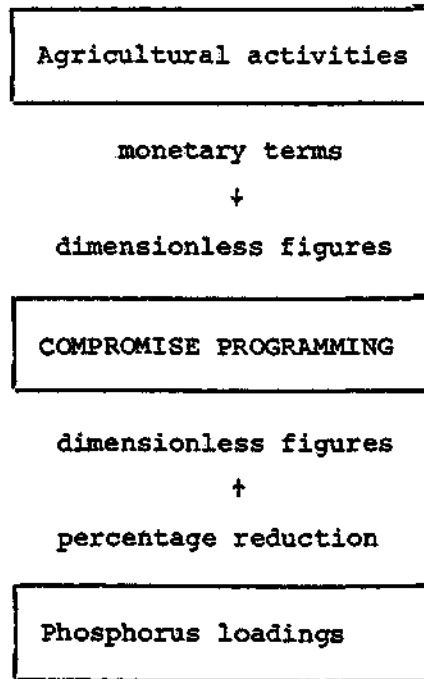 Agricultural activities
monetary terms
↓
dimensionless figures
COMPROMISE PROGRAMMING
dimensionless figures
↑
percentage reduction
Phosphorus loadings